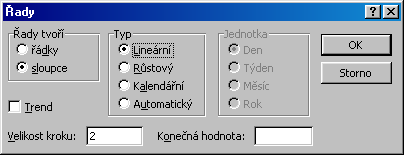 Řady
Řady tvoří
řádky
sloupce
Trend
Typ
Lineární
Růstový
Kalendářní
Automatický
Jednotka
Den
Týden
Měsíc
Rok
OK
Storno
Velikost kroku: 2
Konečná hodnota: